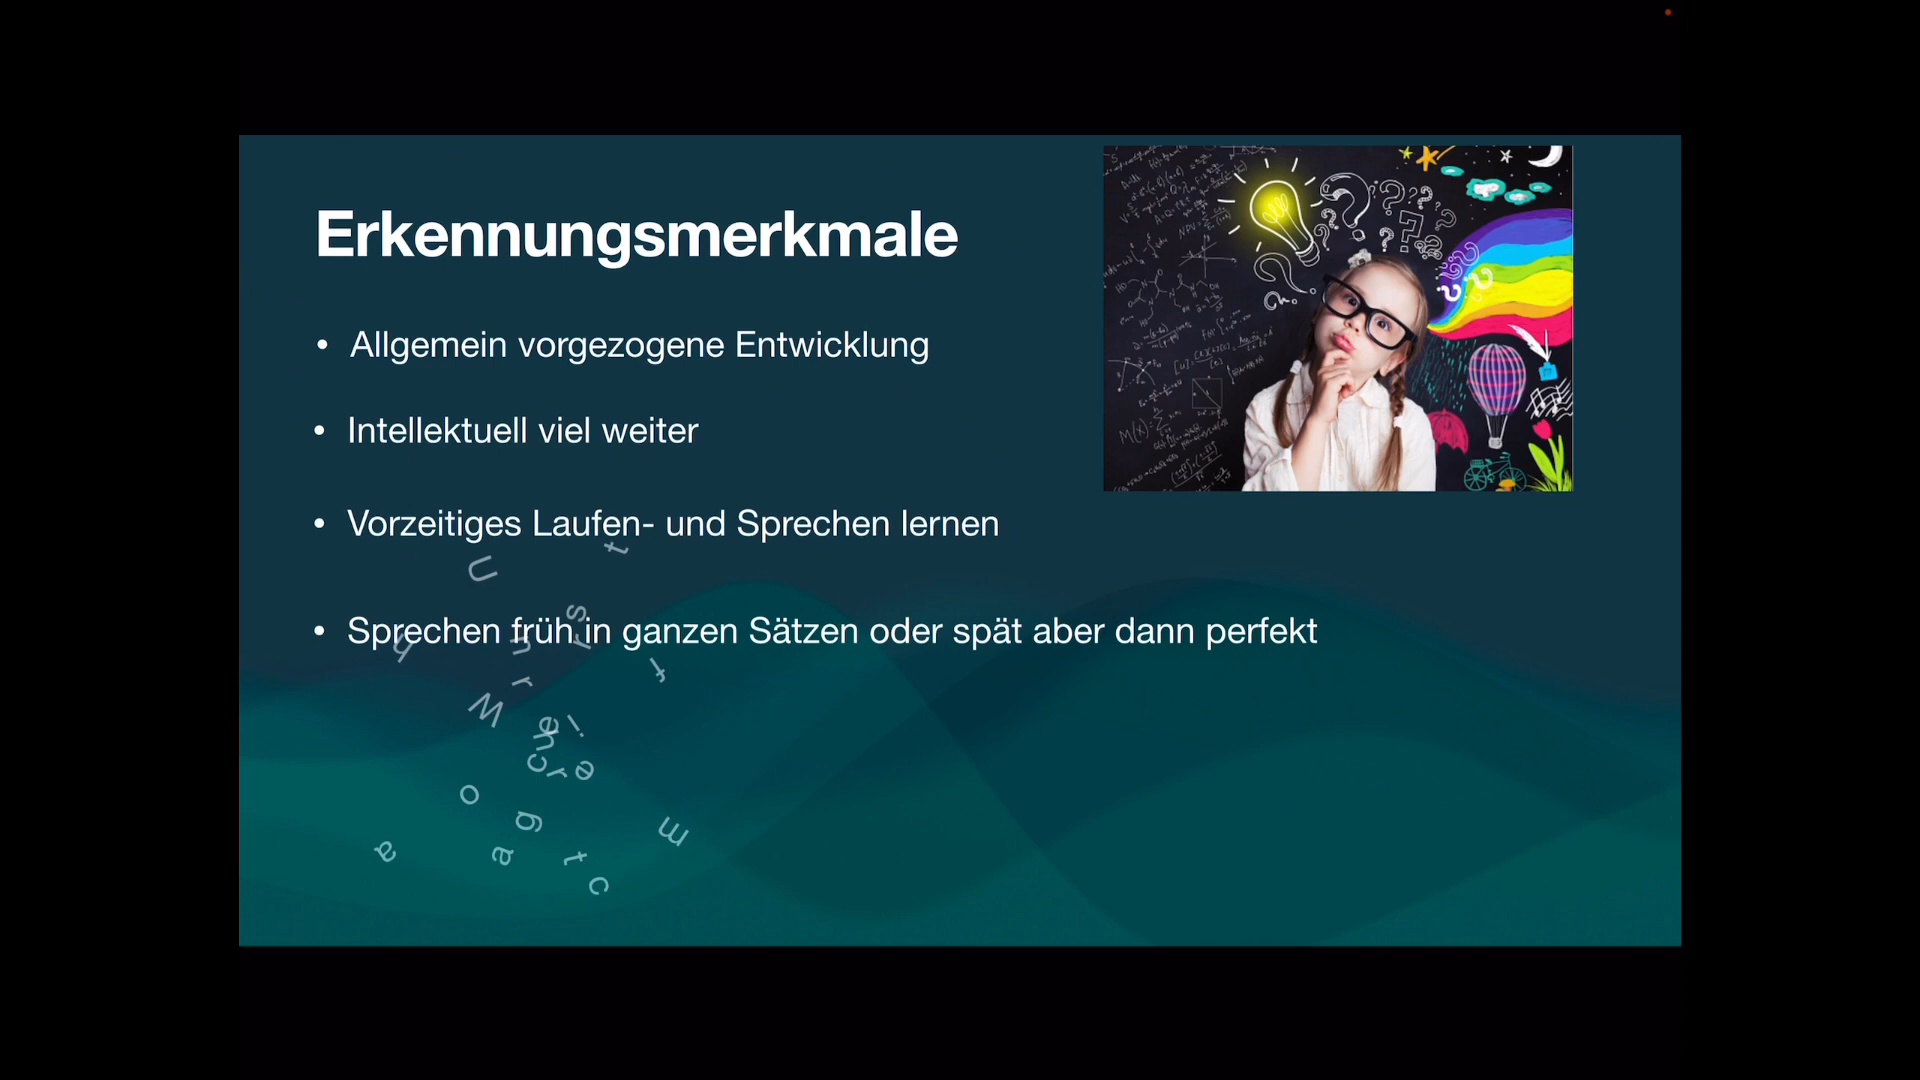 Erkennungsmerkmale
• Allgemein vorgezogene Entwicklung
• Intellektuell viel weiter
• Vorzeitiges Laufen- und Sprechen lernen
• Sprechen früh in ganzen Sätzen oder spät aber dann perfekt